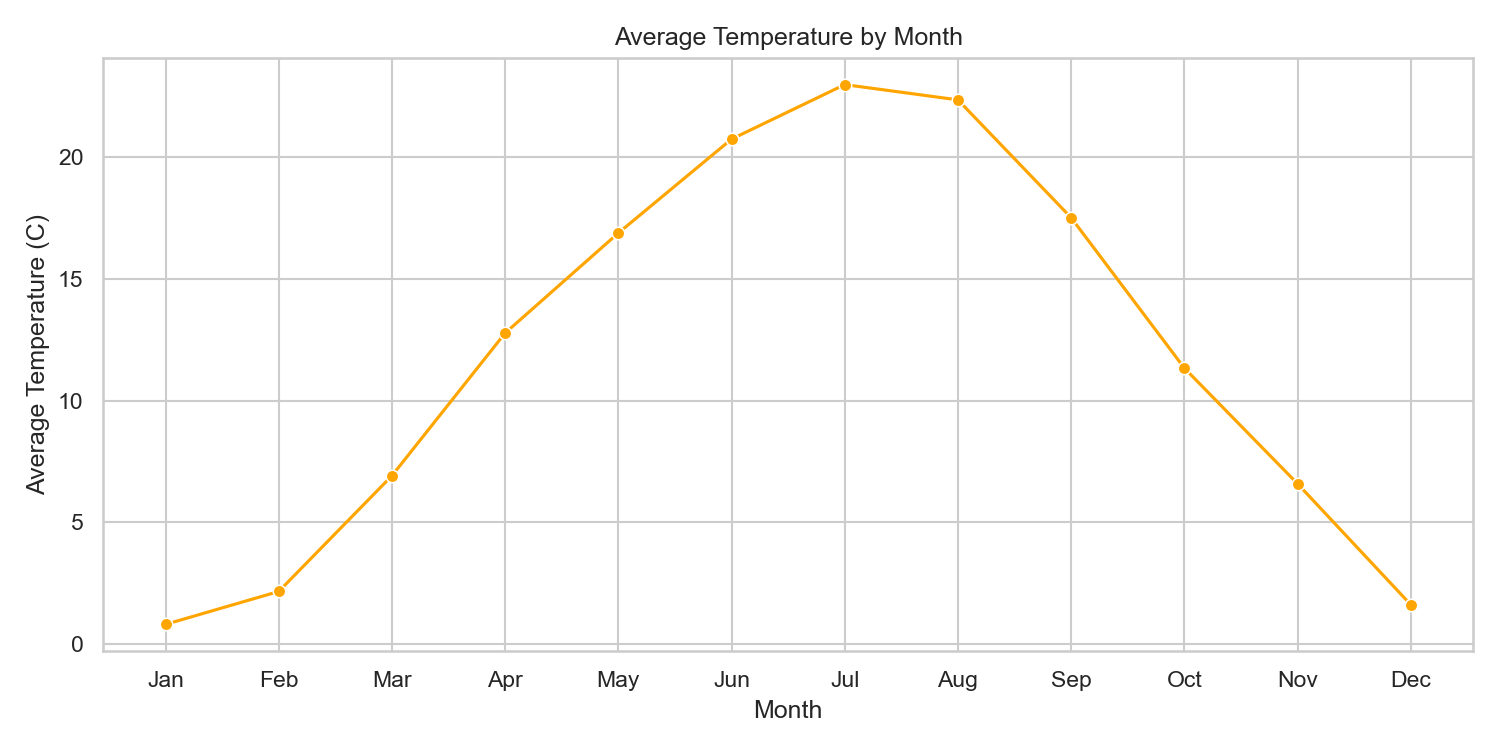 Average Temperature by Month
Average Temperature (C)
20
15
10
5
0
Jan Feb Mar Apr May Jun Jul Aug Sep Oct Nov Dec
Month